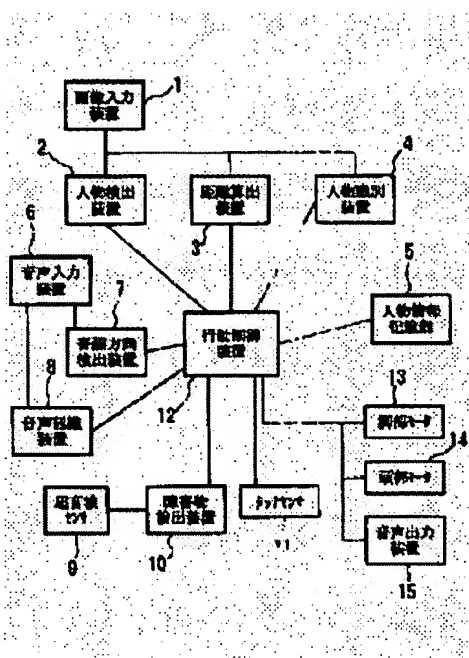 1
画像入力
装置
2
4
人物検出
装置
距離算出
装置
人物識別
装置
3
6
音声入力
装置
7
5
音源方向
検出装置
行動制御
装置
人物情報
8
12
13
音声認識
装置
脚部モータ
14
頭部モータ
超音波
センサ
障害物
検出装置
タッチセンサ
音声出力
装置
9
10
15